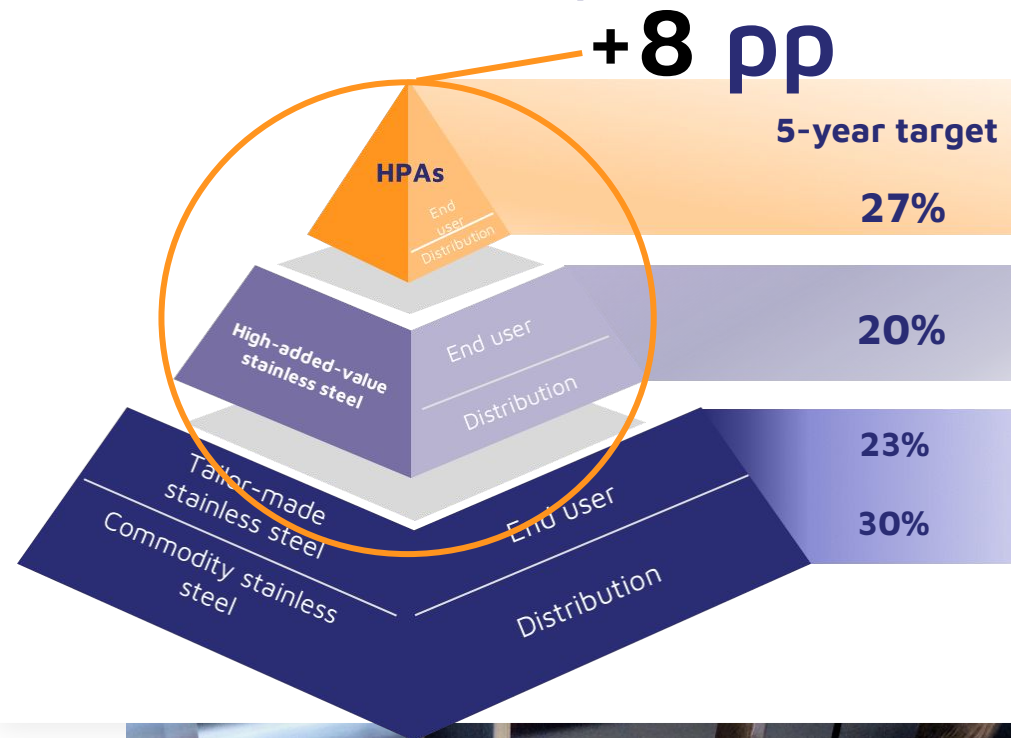 +8 pp
5-year target
HPAs
27%
End
user
Distribution
High-added-value
stainless steel
End user
20%
Distribution
Tailor-made
stainless steel
End user
23%
Commodity stainless
steel
Distribution
30%